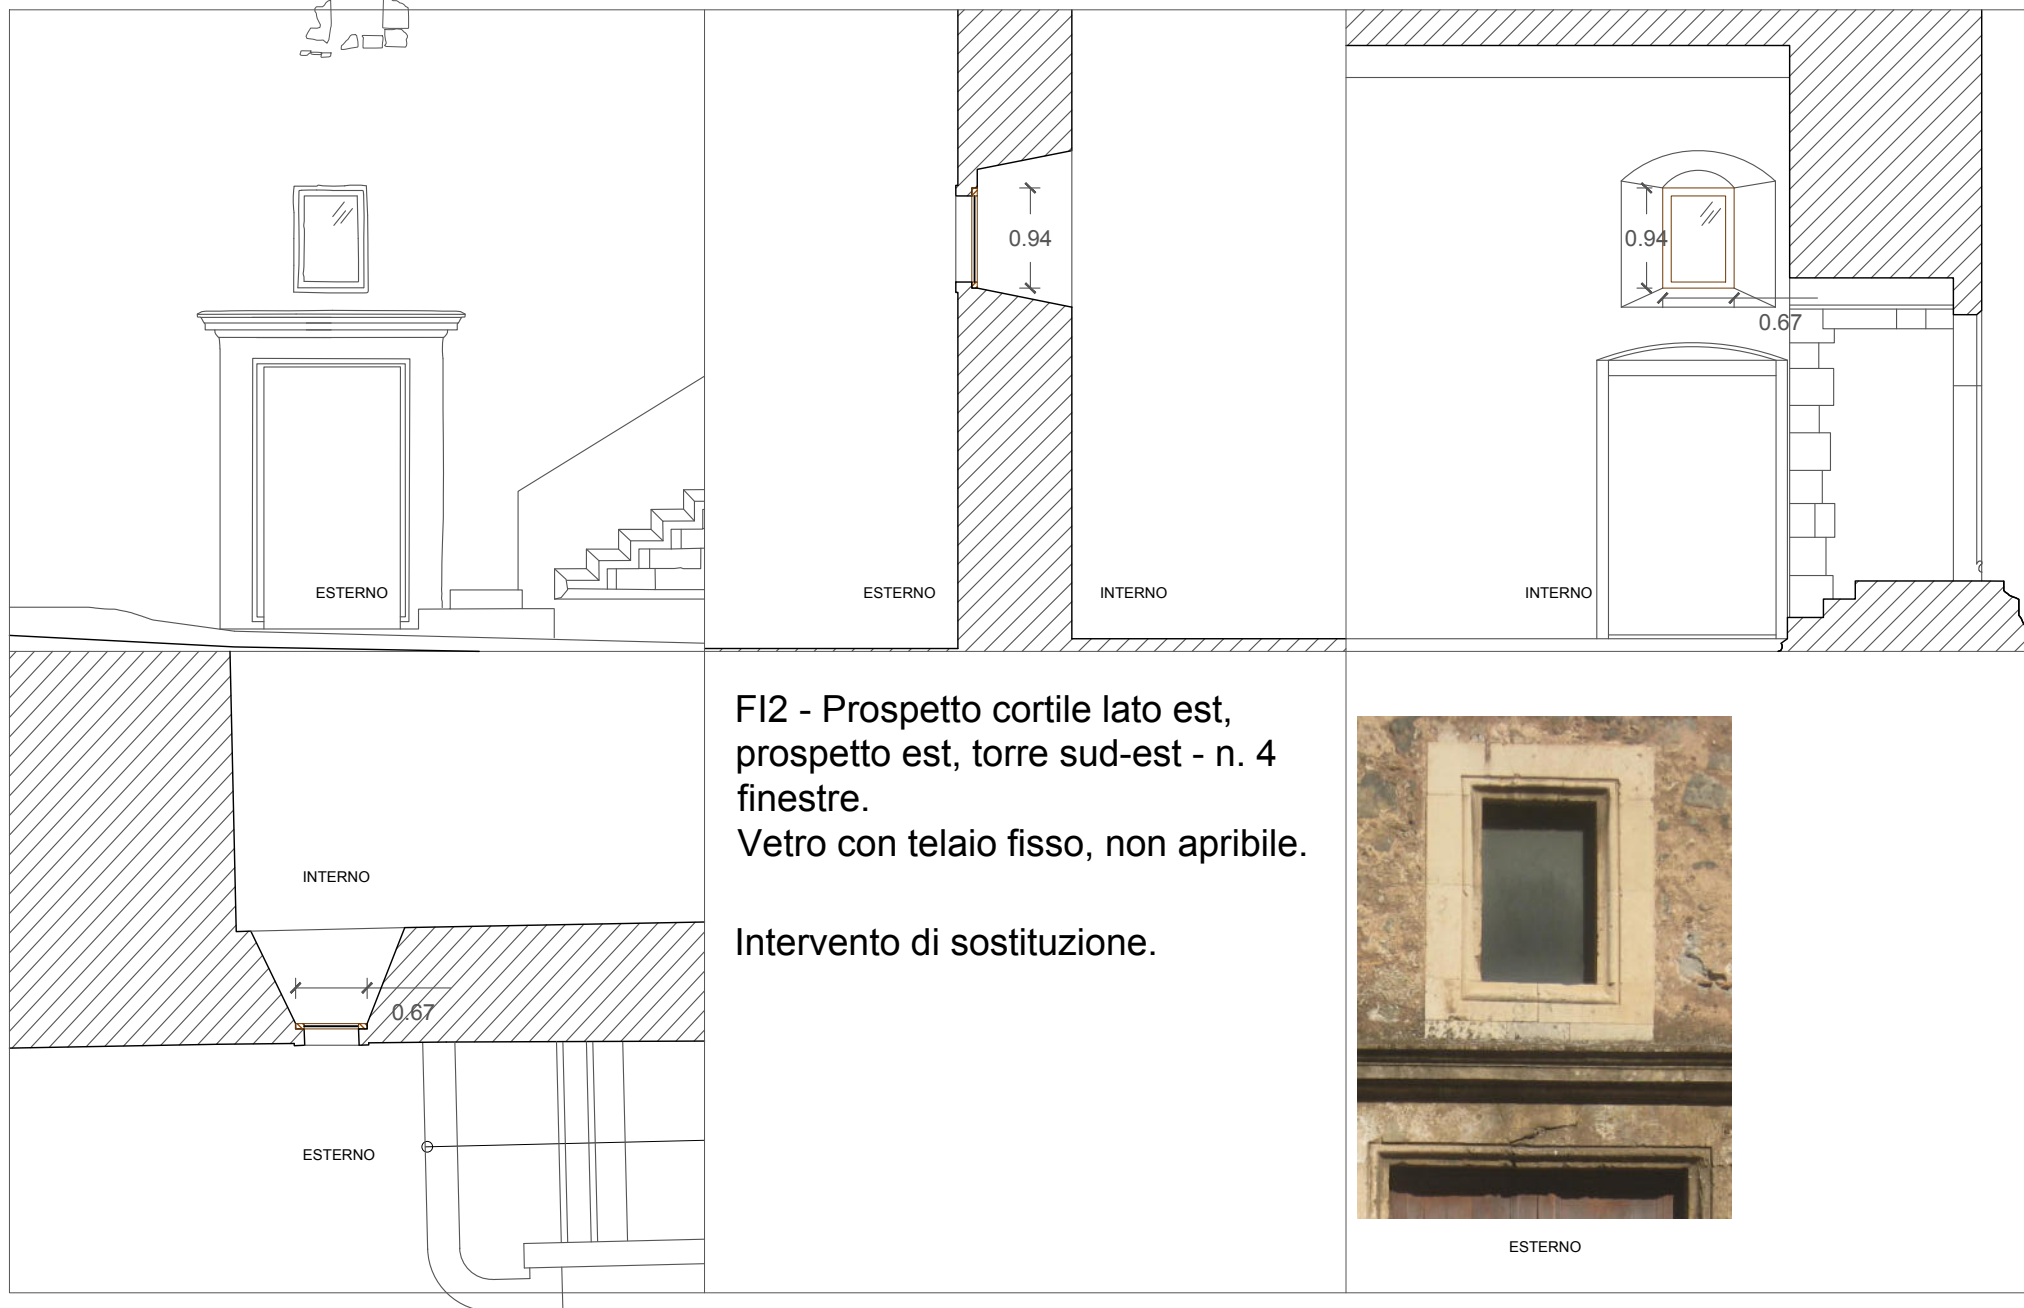 ESTERNO
ESTERNO
0.94
INTERNO
0.94
0.67
INTERNO
INTERNO
0.67
ESTERNO
FI2 - Prospetto cortile lato est,
prospetto est, torre sud-est - n. 4
finestre.
Vetro con telaio fisso, non apribile.
Intervento di sostituzione.
ESTERNO